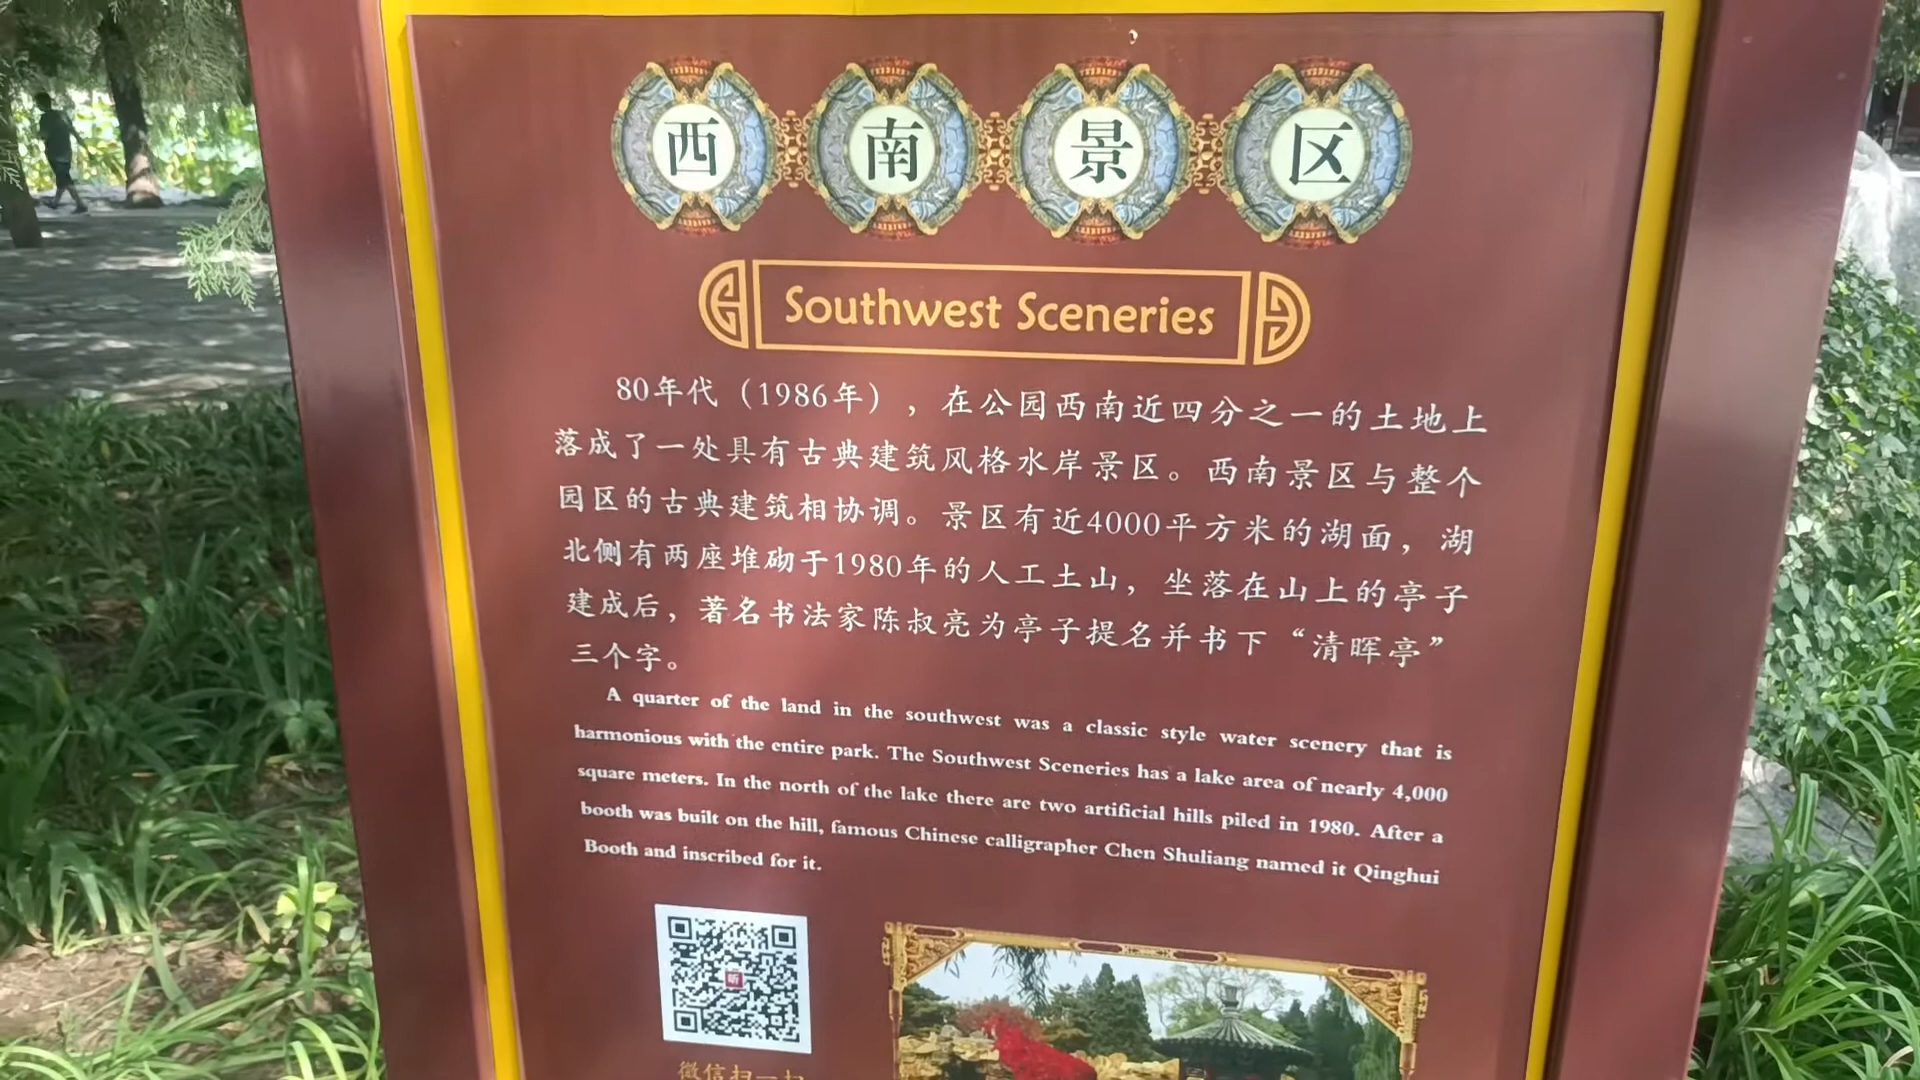 西南景区
Southwest Sceneries
80年代（1986年），在公园西南近四分之一的土地上
落成了一处具有古典建筑风格水岸景区。西南景区与整个
园区的古典建筑相协调。景区有近4000平方米的湖面，湖
北侧有两座堆砌于1980年的人工土山，坐落在山上的亭子
建成后，著名书法家陈叔亮为亭子提名并书下“清晖亭”
三个字。
A quarter of the land in the southwest was a classic style water scenery that is
harmonious with the entire park. The Southwest Sceneries has a lake area of nearly 4,000
square meters. In the north of the lake there are two artificial hills piled in 1980. After a
booth was built on the hill, famous Chinese calligrapher Chen Shuliang named it Qinghui
Booth and inscribed for it.
听
微信扫一扫